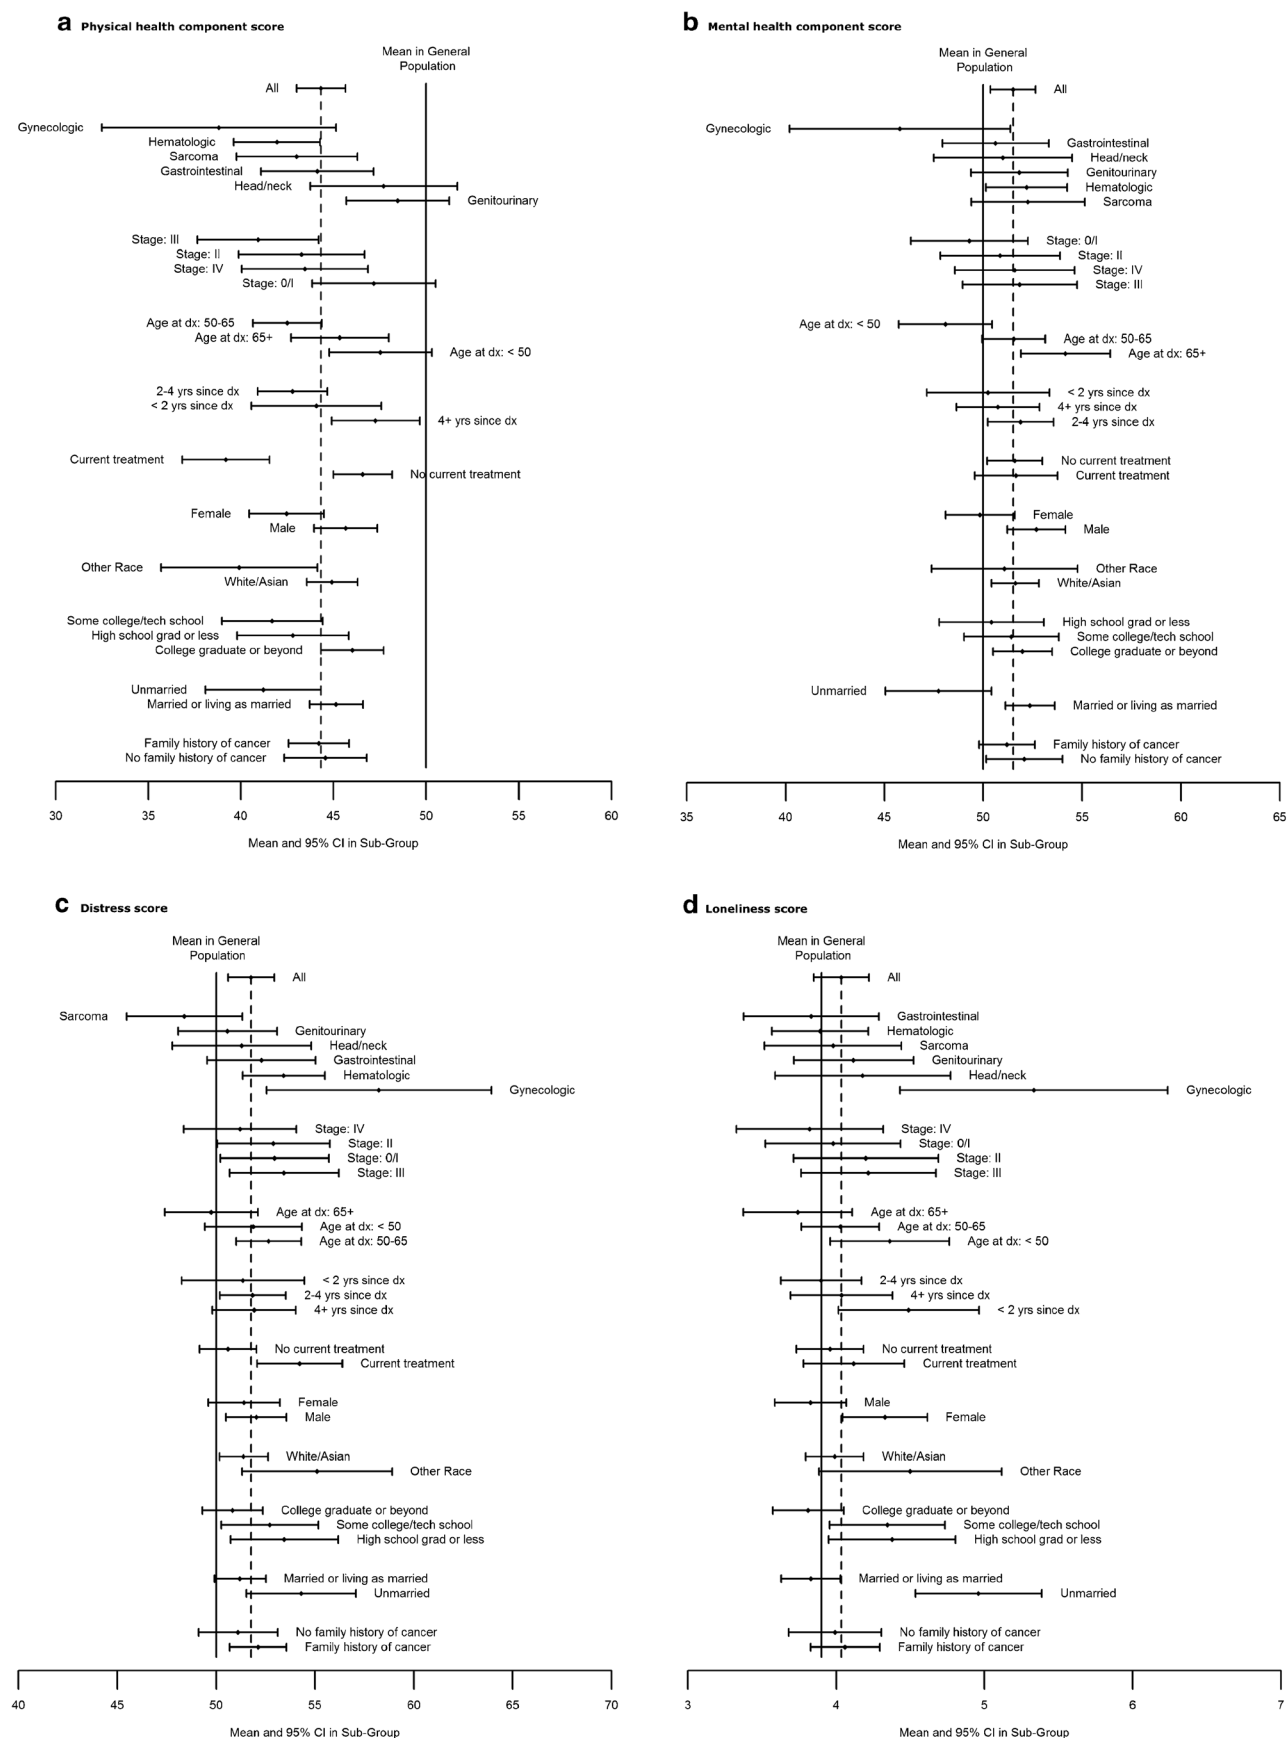 a Physical health component score
Mean in General
Population
All
Gynecologic
Hematologic
Sarcoma
Gastrointestinal
Head/neck
Genitourinary
Stage: III
Stage: II
Stage: IV
Stage: 0/I
Age at dx: 50-65
Age at dx: 65+
Age at dx: < 50
2-4 yrs since dx
< 2 yrs since dx
4+ yrs since dx
Current treatment
No current treatment
Female
Male
Other Race
White/Asian
Some college/tech school
High school grad or less
College graduate or beyond
Unmarried
Married or living as married
Family history of cancer
No family history of cancer
30 35 40 45 50 55 60
Mean and 95% CI in Sub-Group
b Mental health component score
Mean in General
Population
All
Gynecologic
Gastrointestinal
Head/neck
Genitourinary
Hematologic
Sarcoma
Stage: 0/I
Stage: II
Stage: IV
Stage: III
Age at dx: < 50
Age at dx: 50-65
Age at dx: 65+
< 2 yrs since dx
4+ yrs since dx
2-4 yrs since dx
No current treatment
Current treatment
Female
Male
Other Race
White/Asian
High school grad or less
Some college/tech school
College graduate or beyond
Unmarried
Married or living as married
Family history of cancer
No family history of cancer
35 40 45 50 55 60 65
Mean and 95% CI in Sub-Group
c Distress score
Mean in General
Population
All
Sarcoma
Genitourinary
Head/neck
Gastrointestinal
Hematologic
Gynecologic
Stage: IV
Stage: II
Stage: 0/I
Stage: III
Age at dx: 65+
Age at dx: < 50
Age at dx: 50-65
< 2 yrs since dx
2-4 yrs since dx
4+ yrs since dx
No current treatment
Current treatment
Female
Male
White/Asian
Other Race
College graduate or beyond
Some college/tech school
High school grad or less
Married or living as married
Unmarried
No family history of cancer
Family history of cancer
40 45 50 55 60 65 70
Mean and 95% CI in Sub-Group
d Loneliness score
Mean in General
Population
All
Gastrointestinal
Hematologic
Sarcoma
Genitourinary
Head/neck
Gynecologic
Stage: IV
Stage: 0/I
Stage: II
Stage: III
Age at dx: 65+
Age at dx: 50-65
Age at dx: < 50
2-4 yrs since dx
4+ yrs since dx
< 2 yrs since dx
No current treatment
Current treatment
Male
Female
White/Asian
Other Race
College graduate or beyond
Some college/tech school
High school grad or less
Married or living as married
Unmarried
No family history of cancer
Family history of cancer
3 4 5 6 7
Mean and 95% CI in Sub-Group